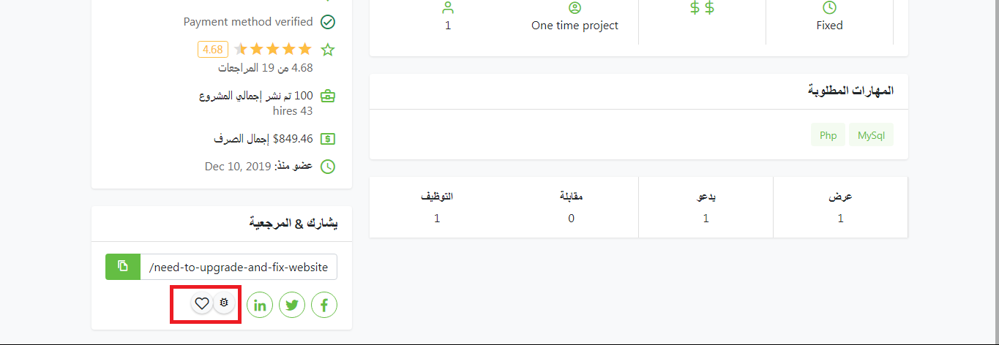 1
One time project
Fixed
المهارات المطلوبة
MySql
Php
عرض
1
يدعو
1
مقابلة
0
التوظيف
1
Payment method verified
4.68
4.68 من 19 المراجعات
100 تم نشر إجمالي المشروع
hires 43
$849.46 إجمال الصرف
عضو منذ: Dec 10, 2019
يشارك & المرجعية
/need-to-upgrade-and-fix-website